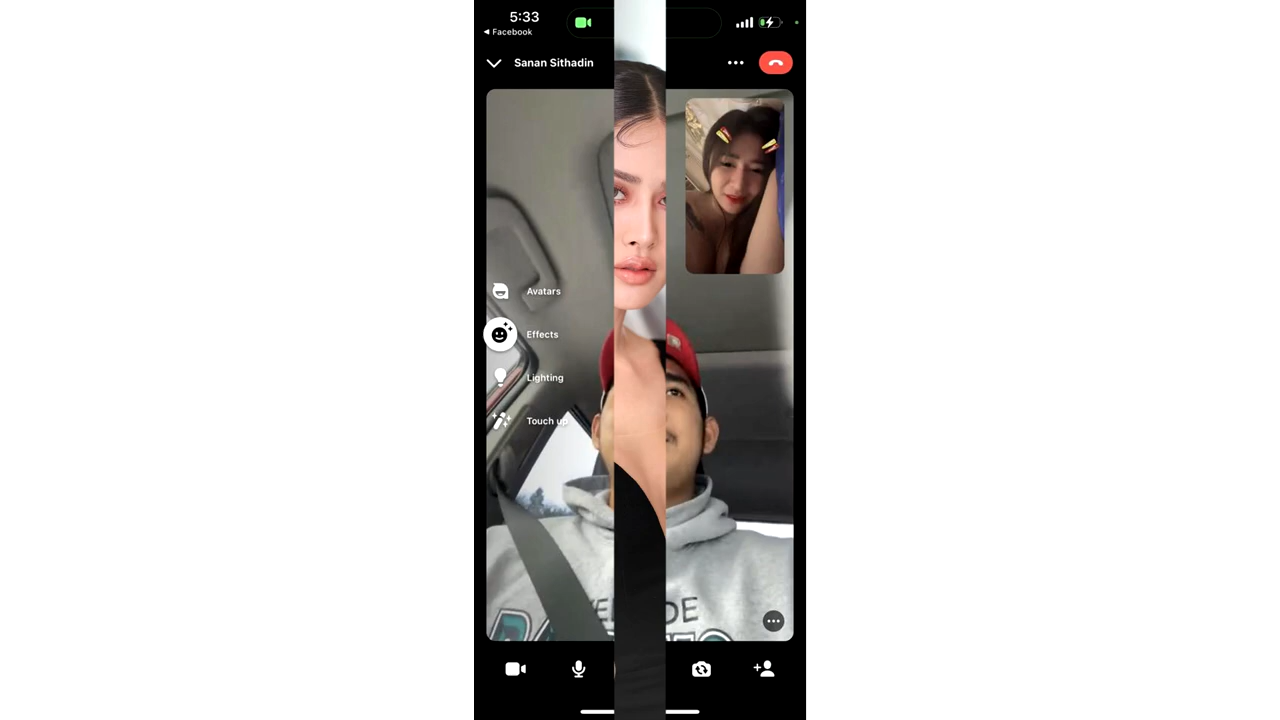 5:33
Facebook
Sanan Sithadin
Avatars
Effects
Lighting
Touch up